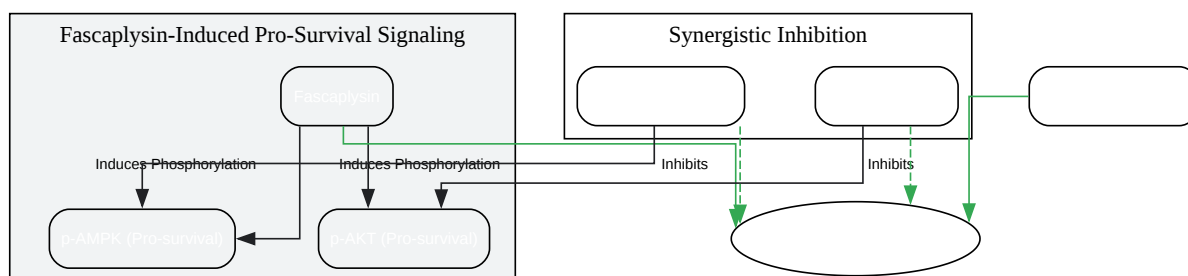 Fascaplysin-Induced Pro-Survival Signaling
Synergistic Inhibition
Fascaplysin
Induces Phosphorylation
Induces Phosphorylation
Inhibits
Inhibits
p-AMPK (Pro-survival)
p-AKT (Pro-survival)